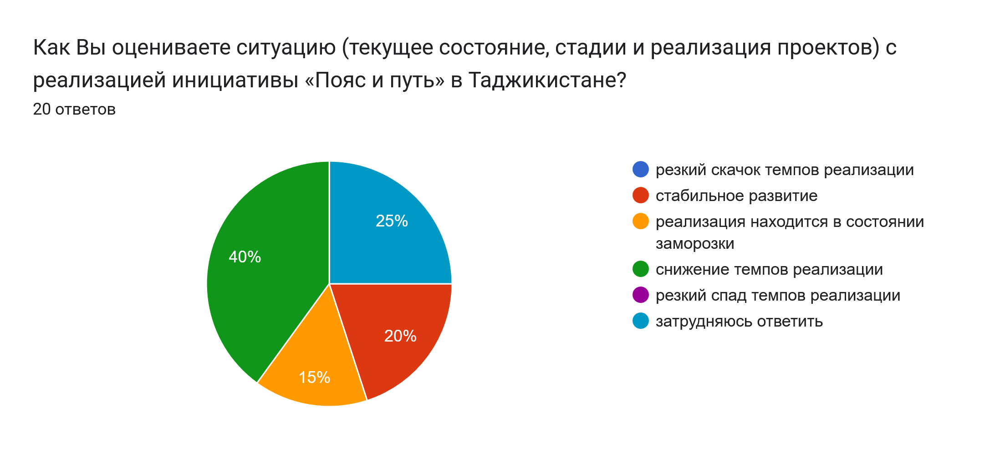 Как Вы оцениваете ситуацию (текущее состояние, стадии и реализация проектов) с
реализацией инициативы «Пояс и путь» в Таджикистане?
20 ответов
25%
40%
20%
15%
резкий скачок темпов реализации
стабильное развитие
реализация находится в состоянии
заморозки
снижение темпов реализации
резкий спад темпов реализации
затрудняюсь ответить